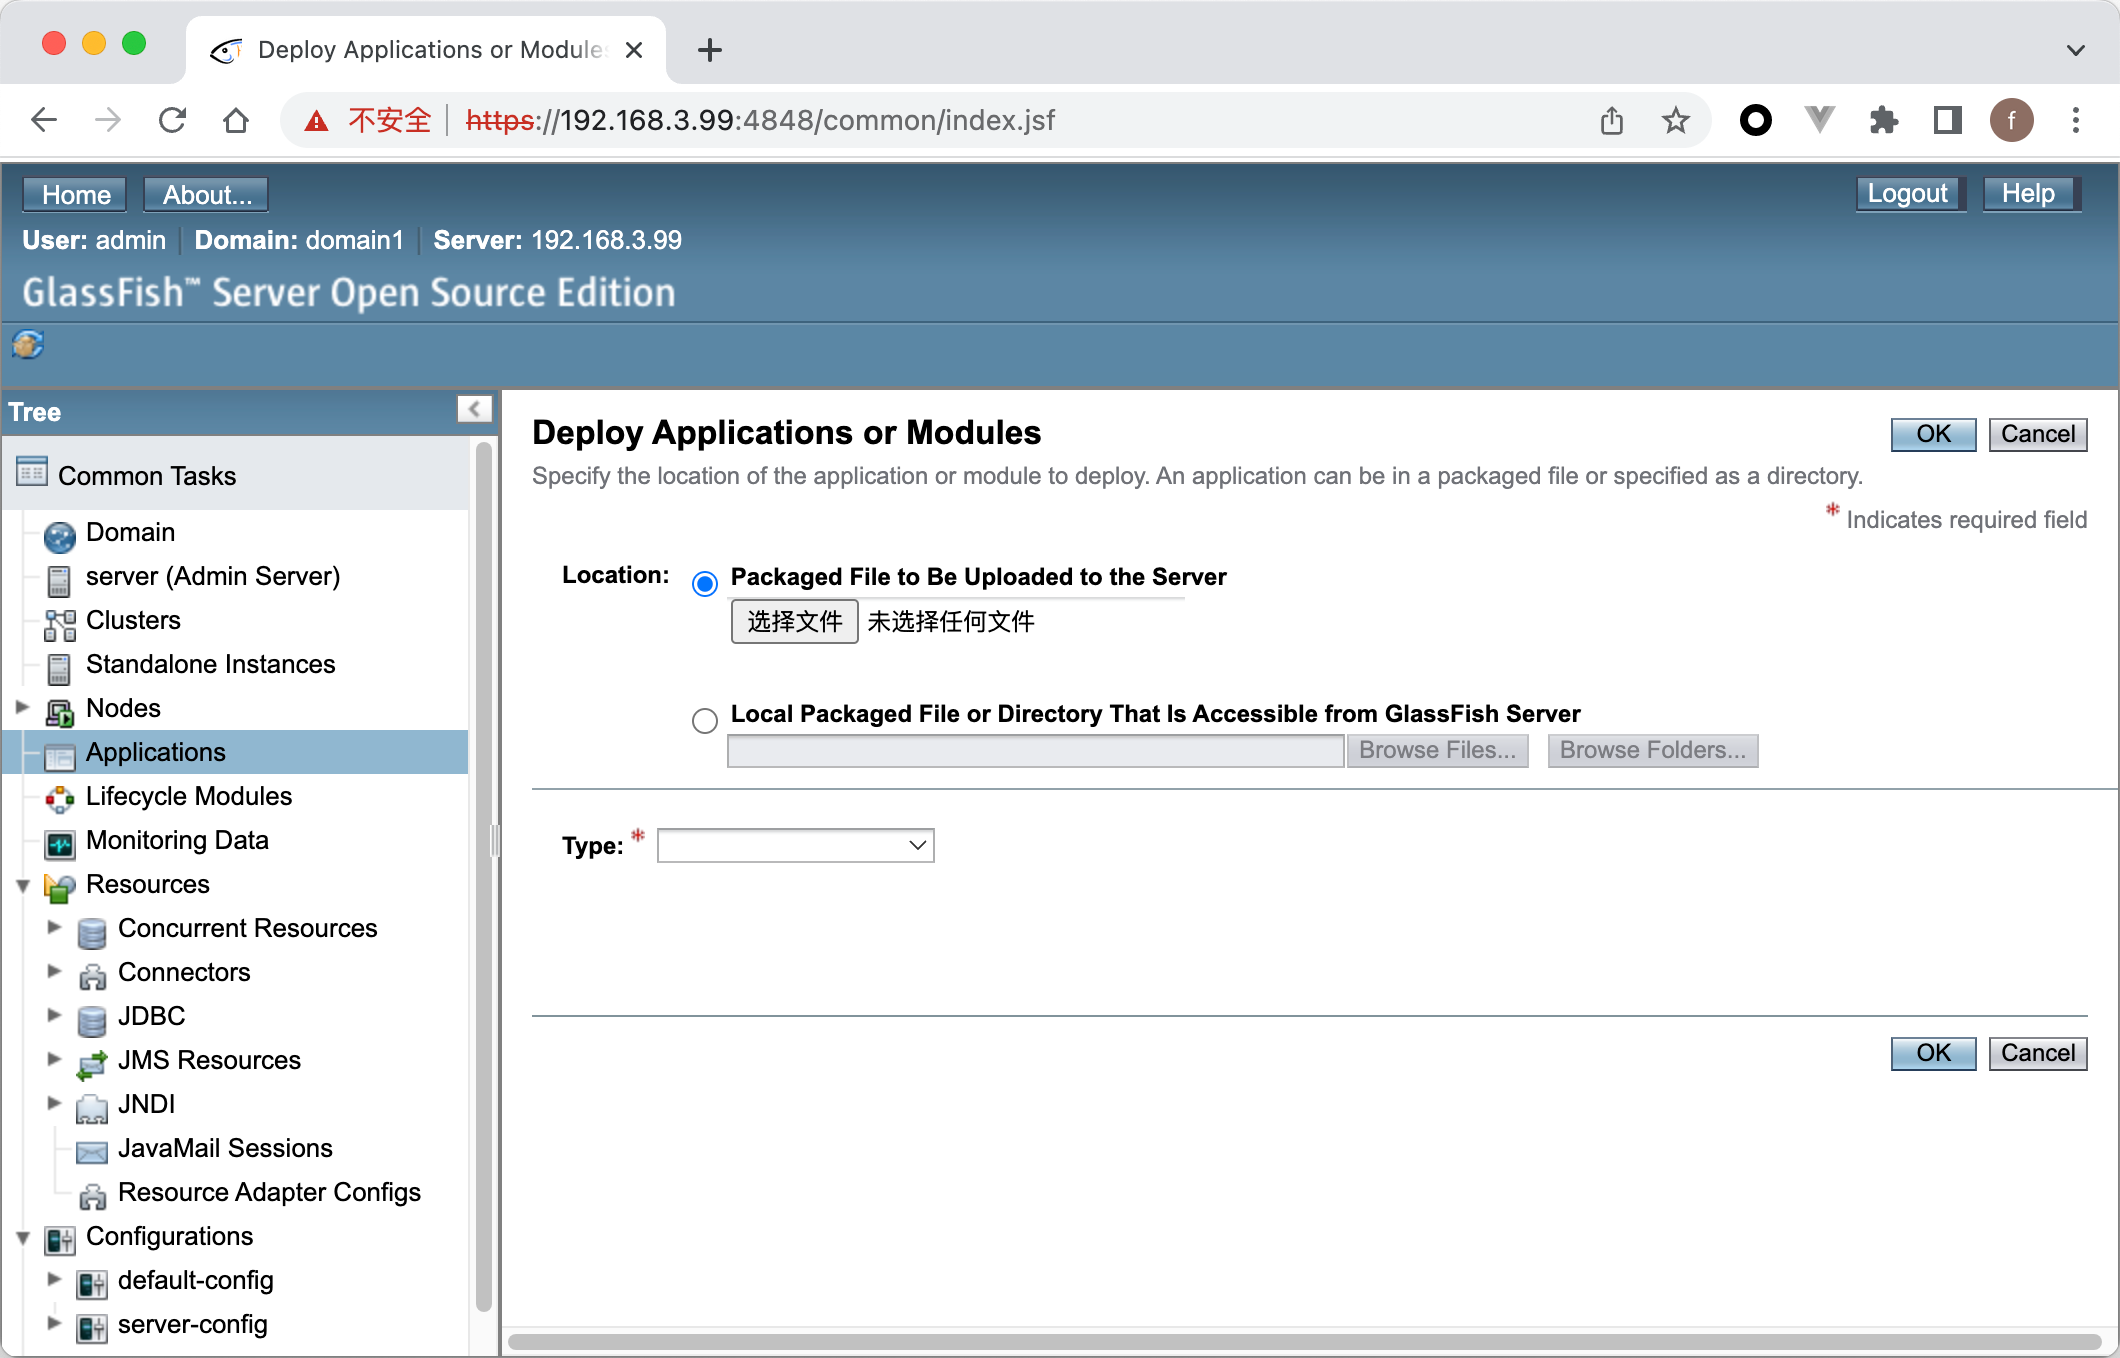 Deploy Applications or Module
不安全 https://192.168.3.99:4848/common/index.jsf
f
Home About... Logout Help
User: admin Domain: domain1 Server: 192.168.3.99
GlassFish™ Server Open Source Edition
Tree
Common Tasks
Domain
server (Admin Server)
Clusters
Standalone Instances
Nodes
Applications
Lifecycle Modules
Monitoring Data
Resources
Concurrent Resources
Connectors
JDBC
JMS Resources
JNDI
JavaMail Sessions
Resource Adapter Configs
Configurations
default-config
server-config
Deploy Applications or Modules
OK Cancel
Specify the location of the application or module to deploy. An application can be in a packaged file or specified as a directory.
* Indicates required field
Location: Packaged File to Be Uploaded to the Server
选择文件 未选择任何文件
Local Packaged File or Directory That Is Accessible from GlassFish Server
Browse Files... Browse Folders...
Type: *
OK Cancel